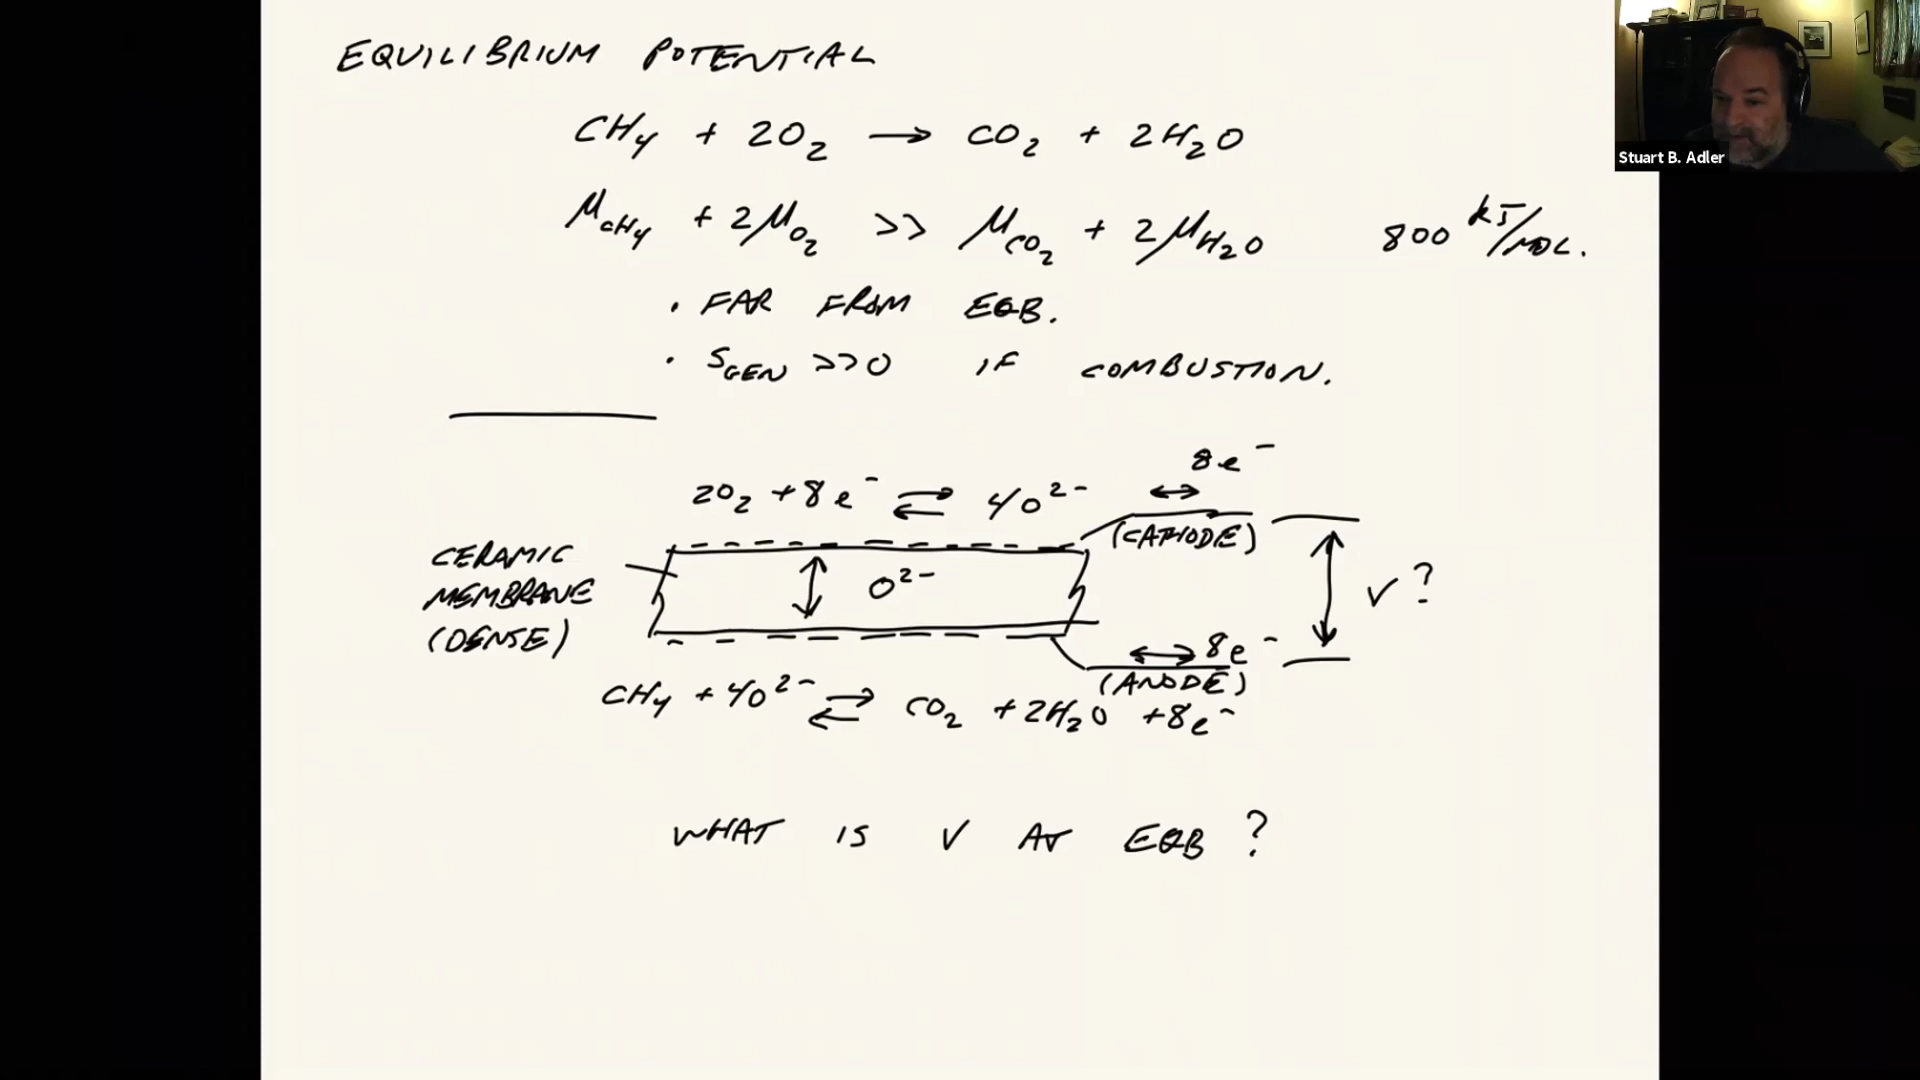 EQUILIBRIUM POTENTIAL
CH4 + 2O2 → CO2 + 2H2O
Stuart B. Adler
μCH4 + 2μO2 >> μCO2 + 2μH2O 800 kJ/MOL.
· FAR FROM EQB.
· SGEN >>0 IF COMBUSTION.
8e⁻
2O2 + 8e⁻ ⇄ 4O²⁻ ↔
(CATHODE)
CERAMIC
MEMBRANE
(DENSE)
O²⁻
V?
↔ 8e⁻
(ANODE)
CH4 + 4O²⁻ ⇄ CO2 + 2H2O + 8e⁻
WHAT IS V AT EQB?